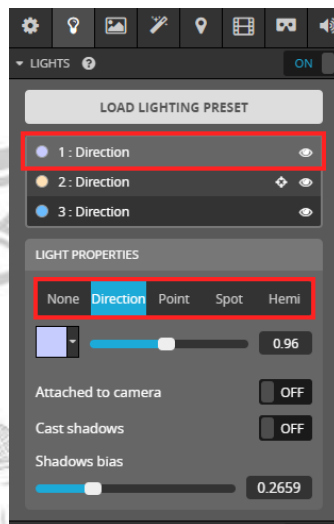 LIGHTS ? ON
LOAD LIGHTING PRESET
1 : Direction
2 : Direction
3 : Direction
LIGHT PROPERTIES
None Direction Point Spot Hemi
0.96
Attached to camera OFF
Cast shadows OFF
Shadows bias
0.2659